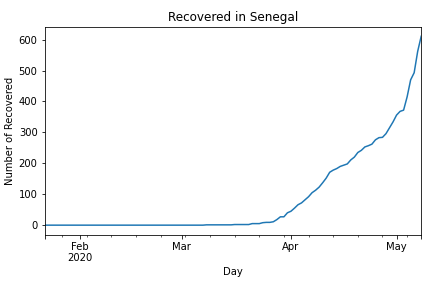 Recovered in Senegal
Number of Recovered
600
500
400
300
200
100
0
Feb
2020
Mar
Apr
May
Day